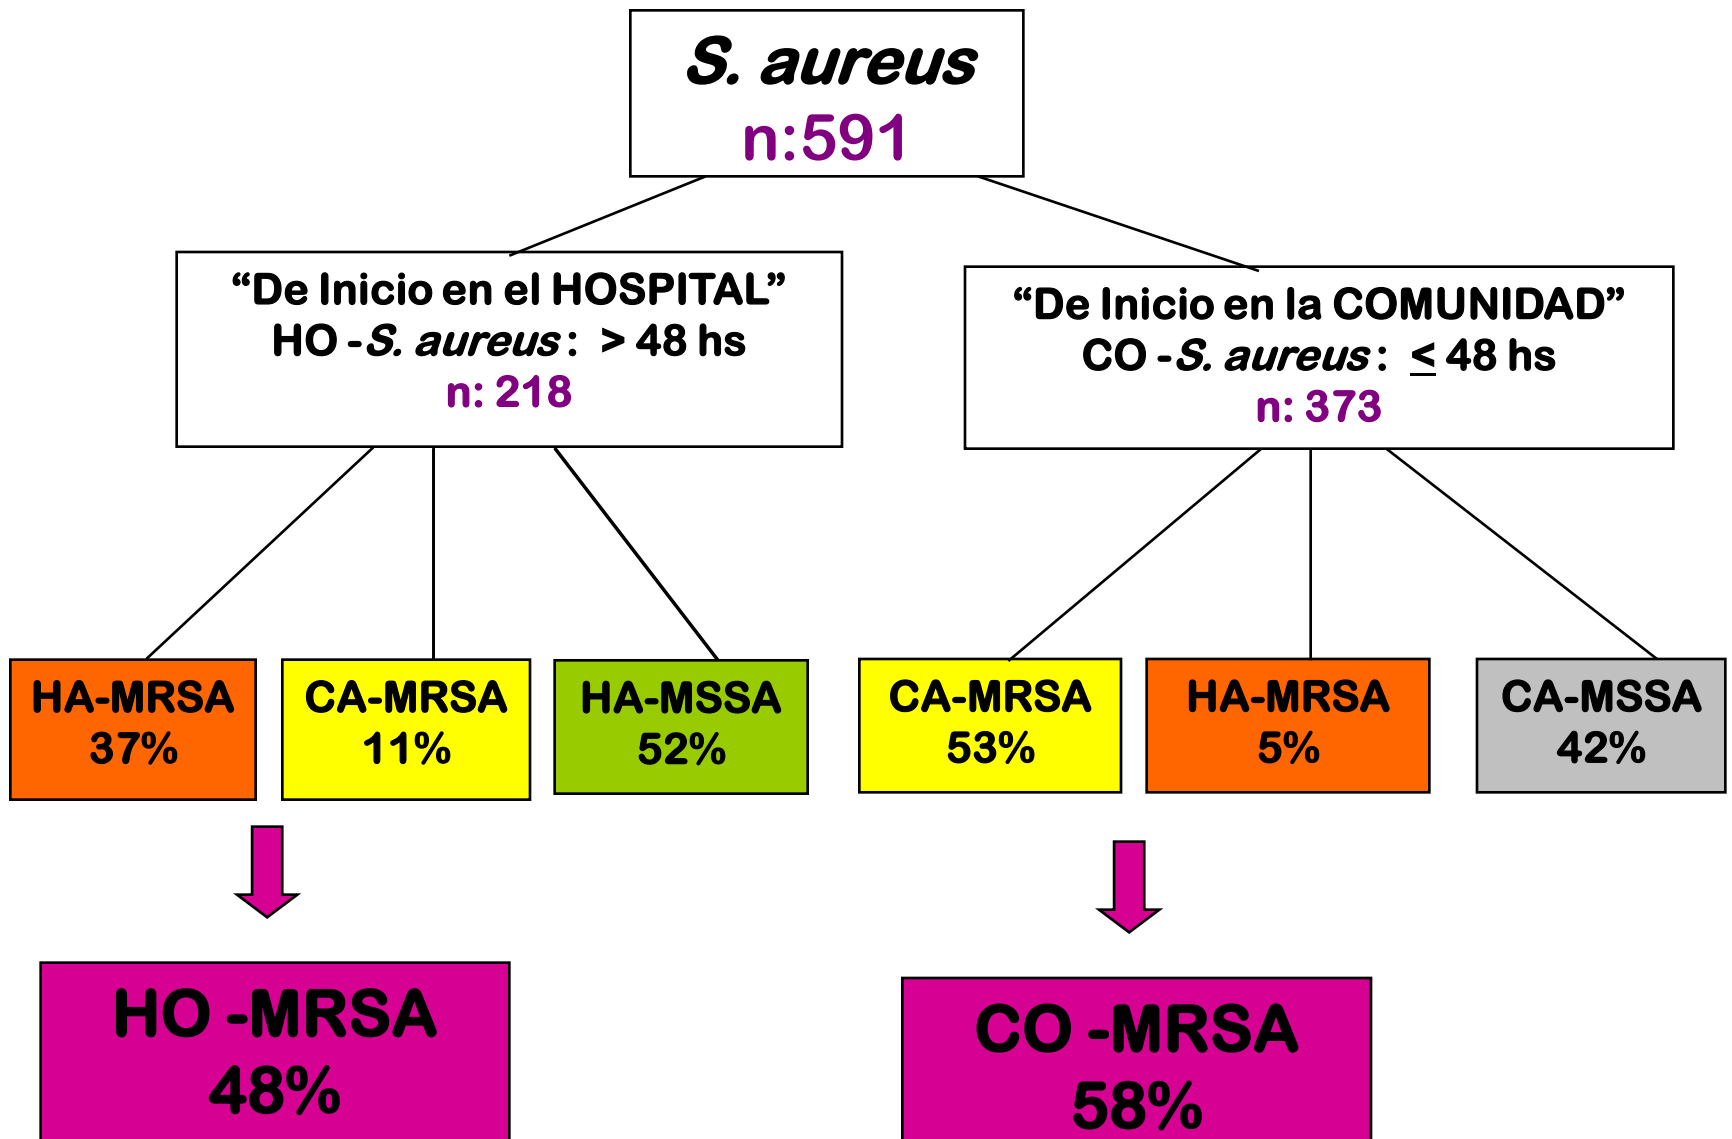 S. aureus
n:591
“De Inicio en el HOSPITAL”
HO -S. aureus :  > 48 hs
n: 218
“De Inicio en la COMUNIDAD”
CO -S. aureus :  < 48 hs
n: 373
HA-MRSA
37%
CA-MRSA
11%
HA-MSSA
52%
CA-MRSA
53%
HA-MRSA
5%
CA-MSSA
42%
HO -MRSA
48%
CO -MRSA
58%